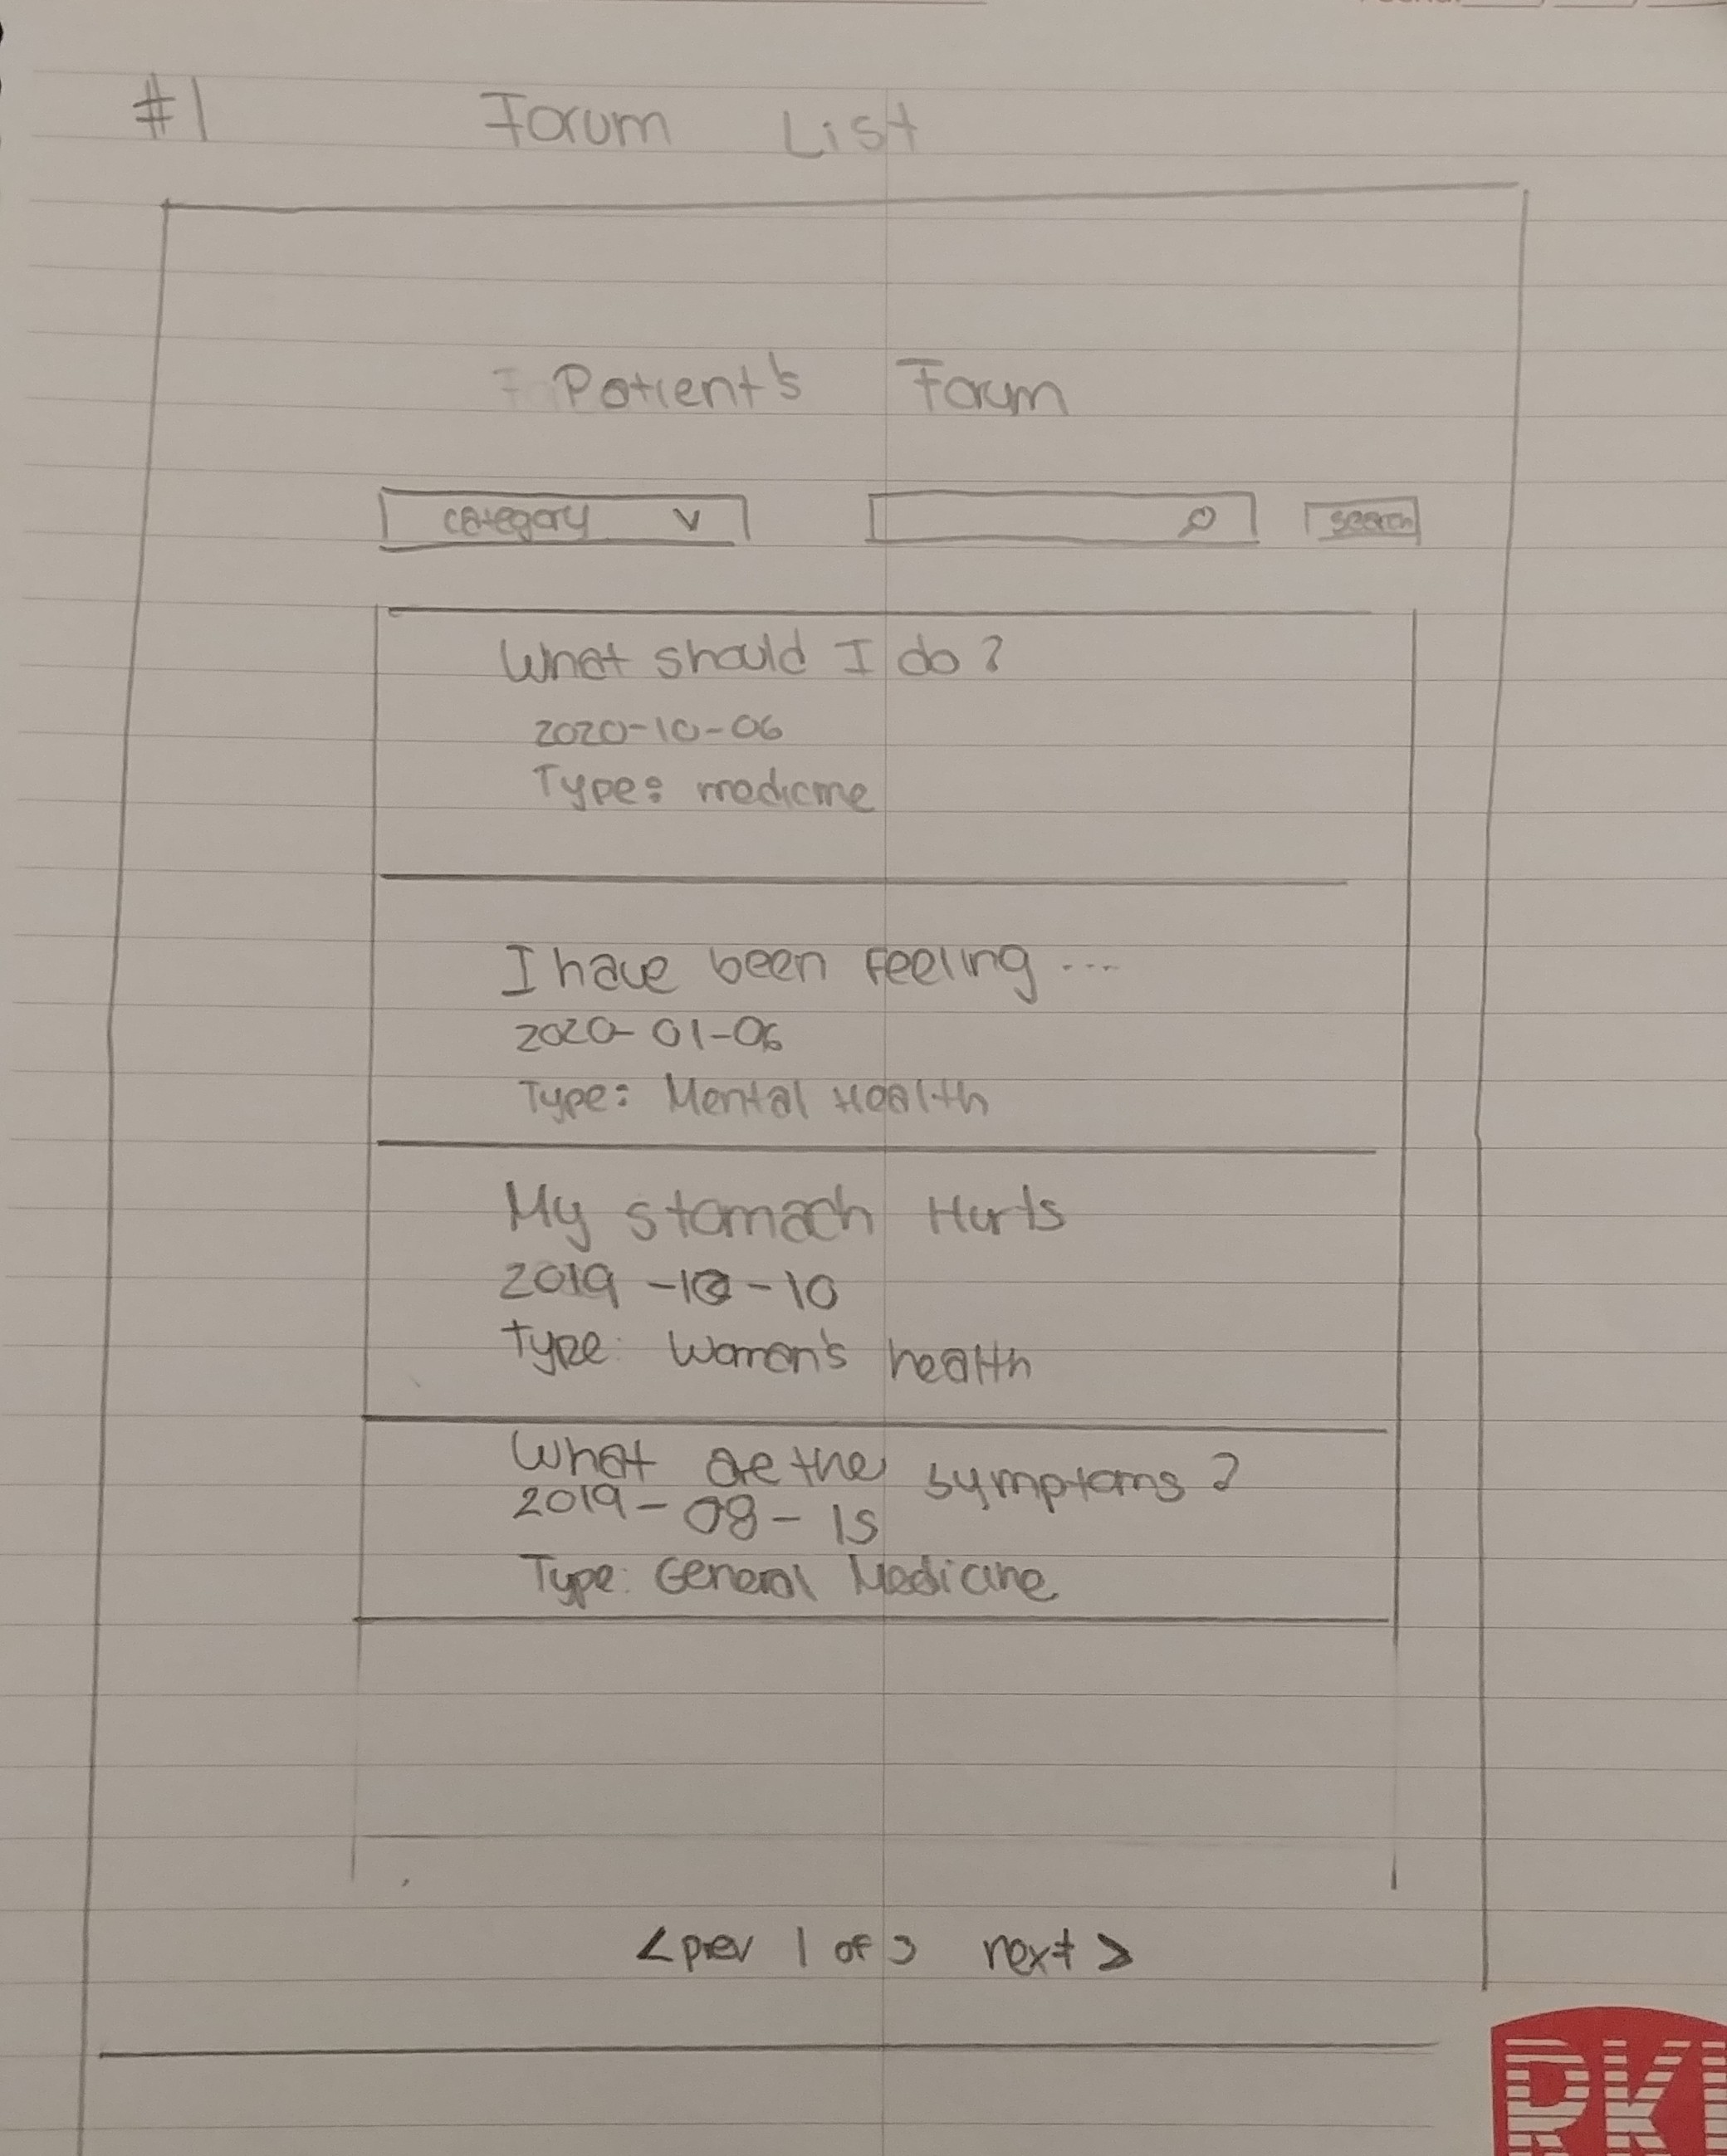 #1 Forum List
Patient's Forum
category v
search
What should I do?
2020-10-06
Type: medicine
I have been feeling ...
2020-01-06
Type: Mental Health
My stomach Hurts
2019-10-10
Type: Women's health
What are the symptoms?
2019-08-15
Type: General Medicine
< prev 1 of 3 next >